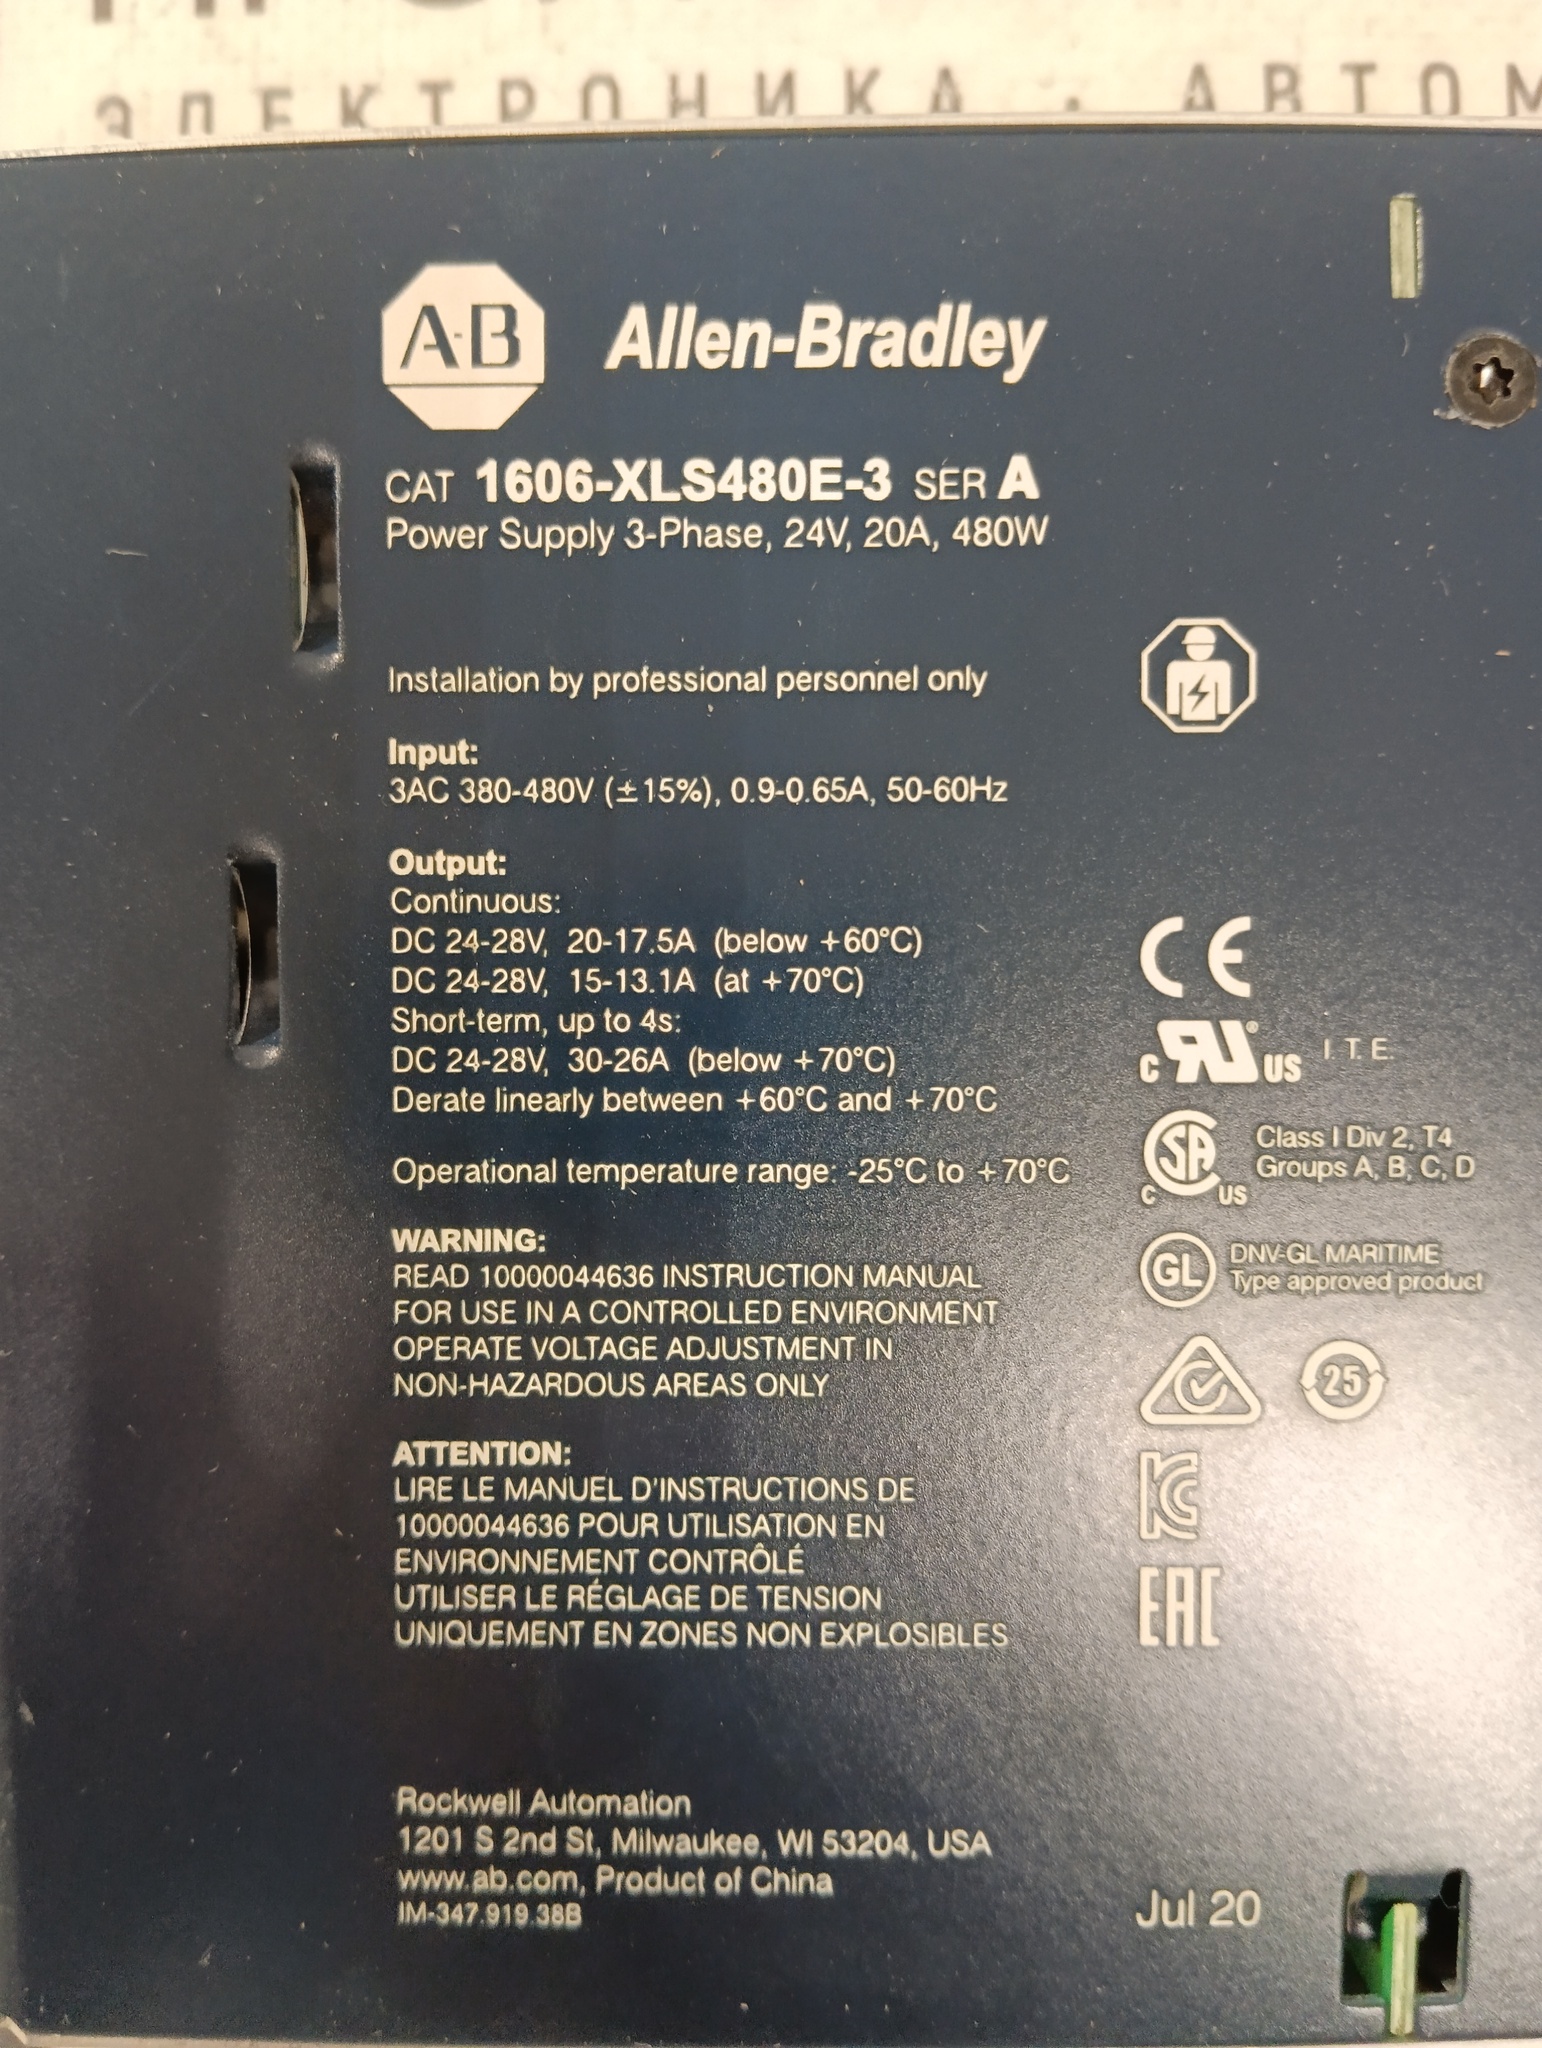 ЭЛЕКТРОНИКА · АВТОМ
A-B Allen-Bradley
CAT 1606-XLS480E-3 SER A
Power Supply 3-Phase, 24V, 20A, 480W
Installation by professional personnel only
Input:
3AC 380-480V (±15%), 0.9-0.65A, 50-60Hz
Output:
Continuous:
DC 24-28V, 20-17.5A (below +60°C)
DC 24-28V, 15-13.1A (at +70°C)
Short-term, up to 4s:
DC 24-28V, 30-26A (below +70°C)
Derate linearly between +60°C and +70°C
Operational temperature range: -25°C to +70°C
WARNING:
READ 10000044636 INSTRUCTION MANUAL
FOR USE IN A CONTROLLED ENVIRONMENT
OPERATE VOLTAGE ADJUSTMENT IN
NON-HAZARDOUS AREAS ONLY
ATTENTION:
LIRE LE MANUEL D'INSTRUCTIONS DE
10000044636 POUR UTILISATION EN
ENVIRONNEMENT CONTRÔLÉ
UTILISER LE RÉGLAGE DE TENSION
UNIQUEMENT EN ZONES NON EXPLOSIBLES
CE
c RU ® US I.T.E.
SA Class I Div 2, T4
C US Groups A, B, C, D
GL DNV-GL MARITIME
Type approved product
25
KC
EAC
Rockwell Automation
1201 S 2nd St, Milwaukee, WI 53204, USA
www.ab.com, Product of China
IM-347.919.38B
Jul 20